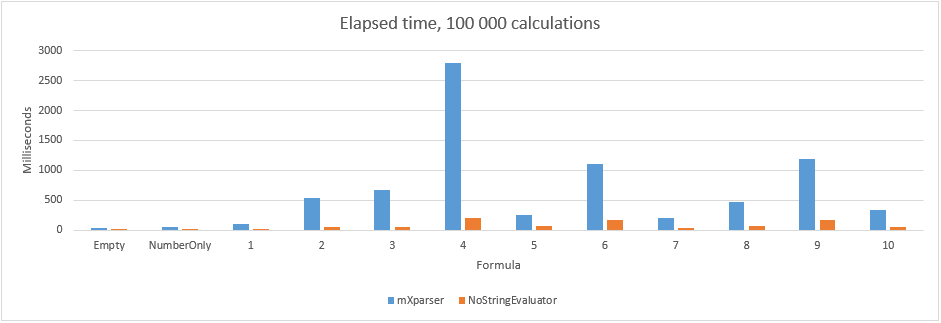 Elapsed time, 100 000 calculations
3000
2500
2000
1500
1000
500
0
Milliseconds
Empty NumberOnly 1 2 3 4 5 6 7 8 9 10
Formula
mXparser NoStringEvaluator